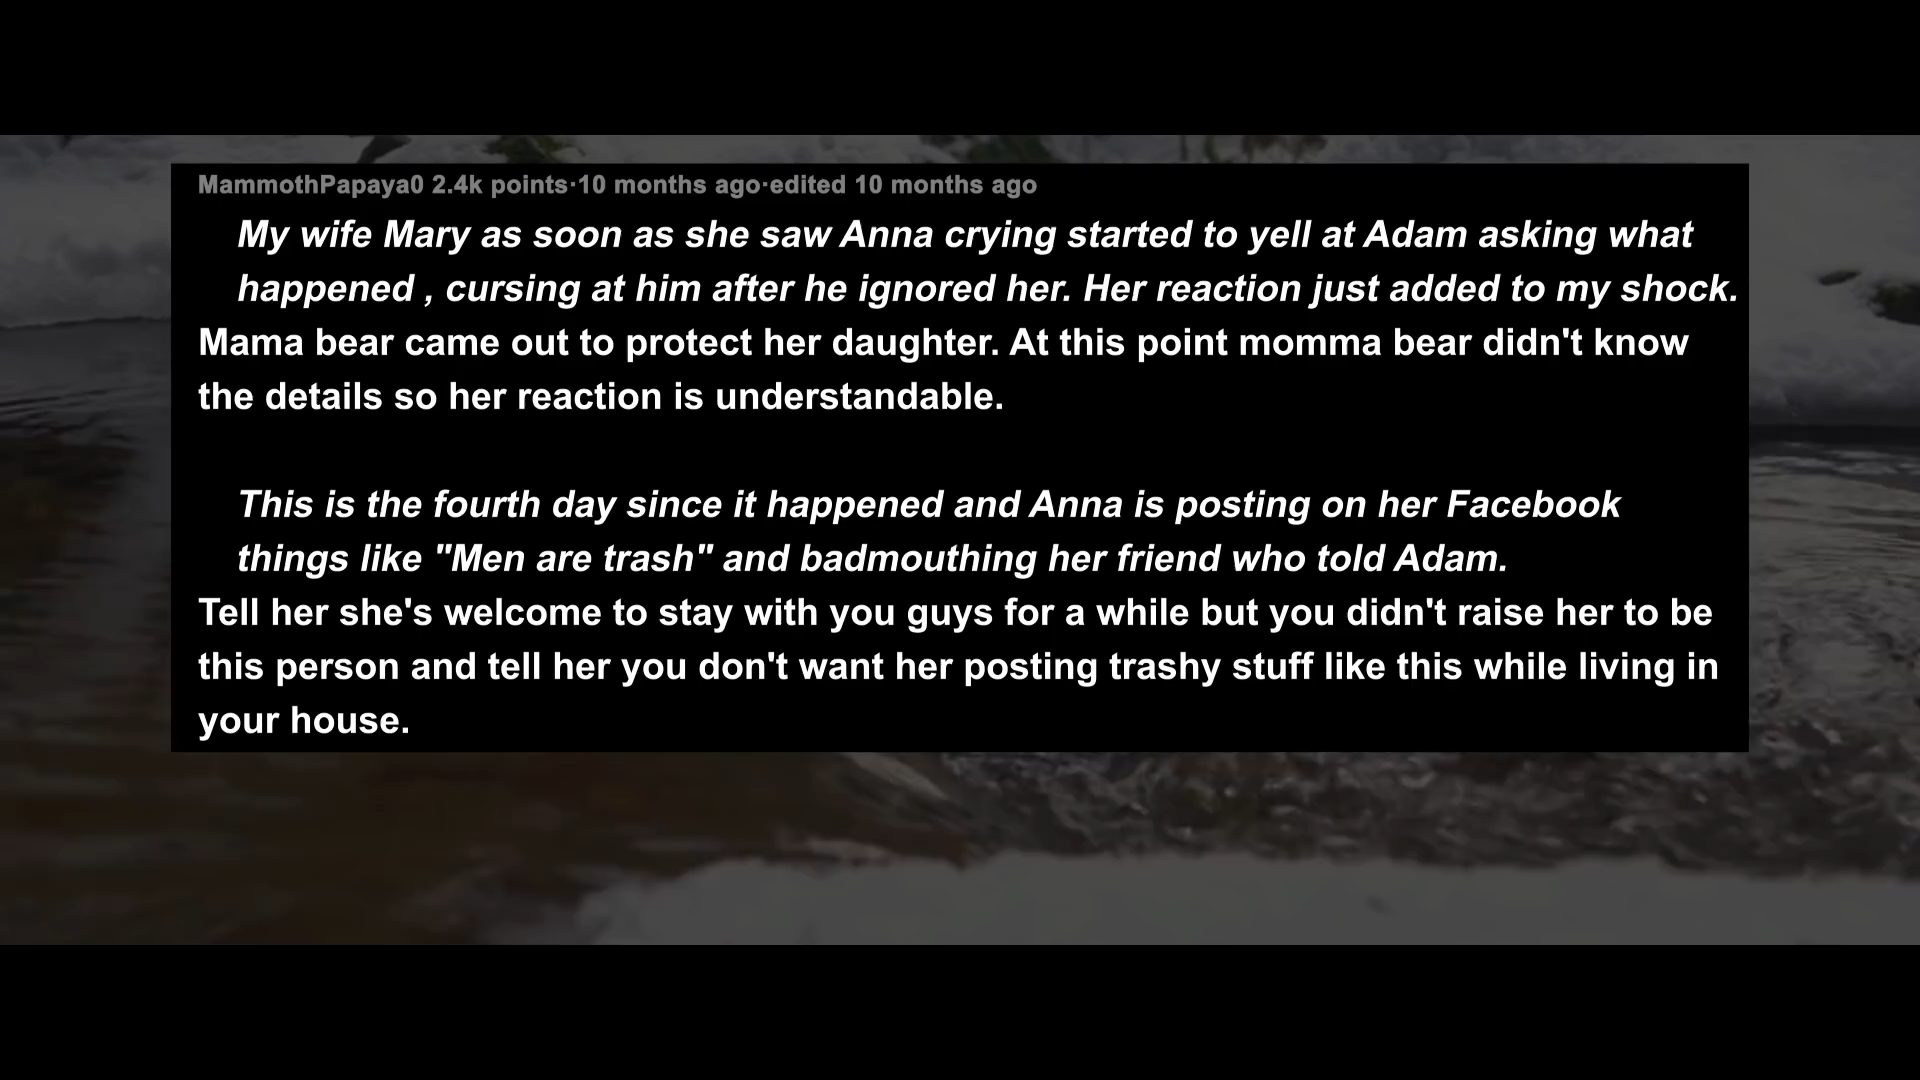 MammothPapaya0 2.4k points·10 months ago·edited 10 months ago
My wife Mary as soon as she saw Anna crying started to yell at Adam asking what
happened , cursing at him after he ignored her. Her reaction just added to my shock.
Mama bear came out to protect her daughter. At this point momma bear didn't know
the details so her reaction is understandable.
This is the fourth day since it happened and Anna is posting on her Facebook
things like "Men are trash" and badmouthing her friend who told Adam.
Tell her she's welcome to stay with you guys for a while but you didn't raise her to be
this person and tell her you don't want her posting trashy stuff like this while living in
your house.